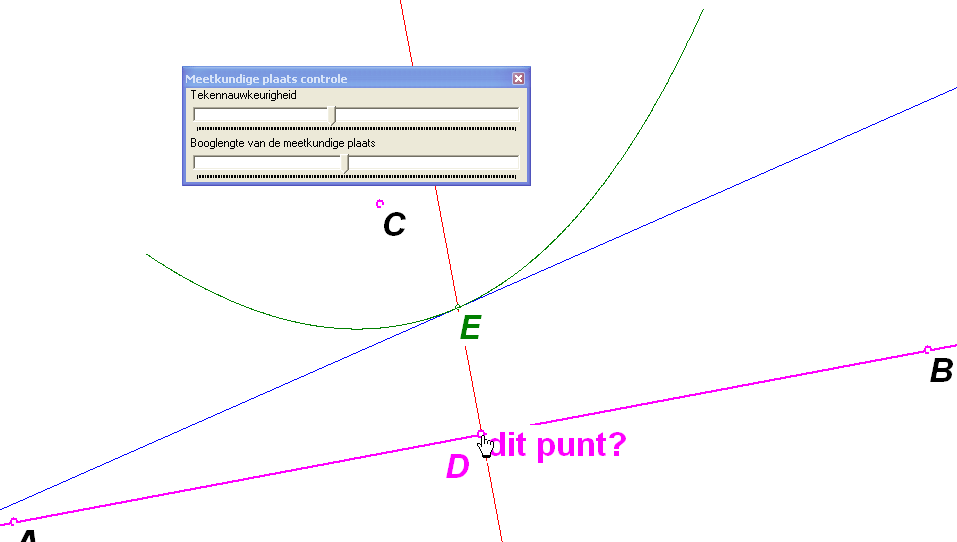 Meetkundige plaats controle
Tekennauwkeurigheid
Booglengte van de meetkundige plaats
C
E
B
dit punt?
D
A